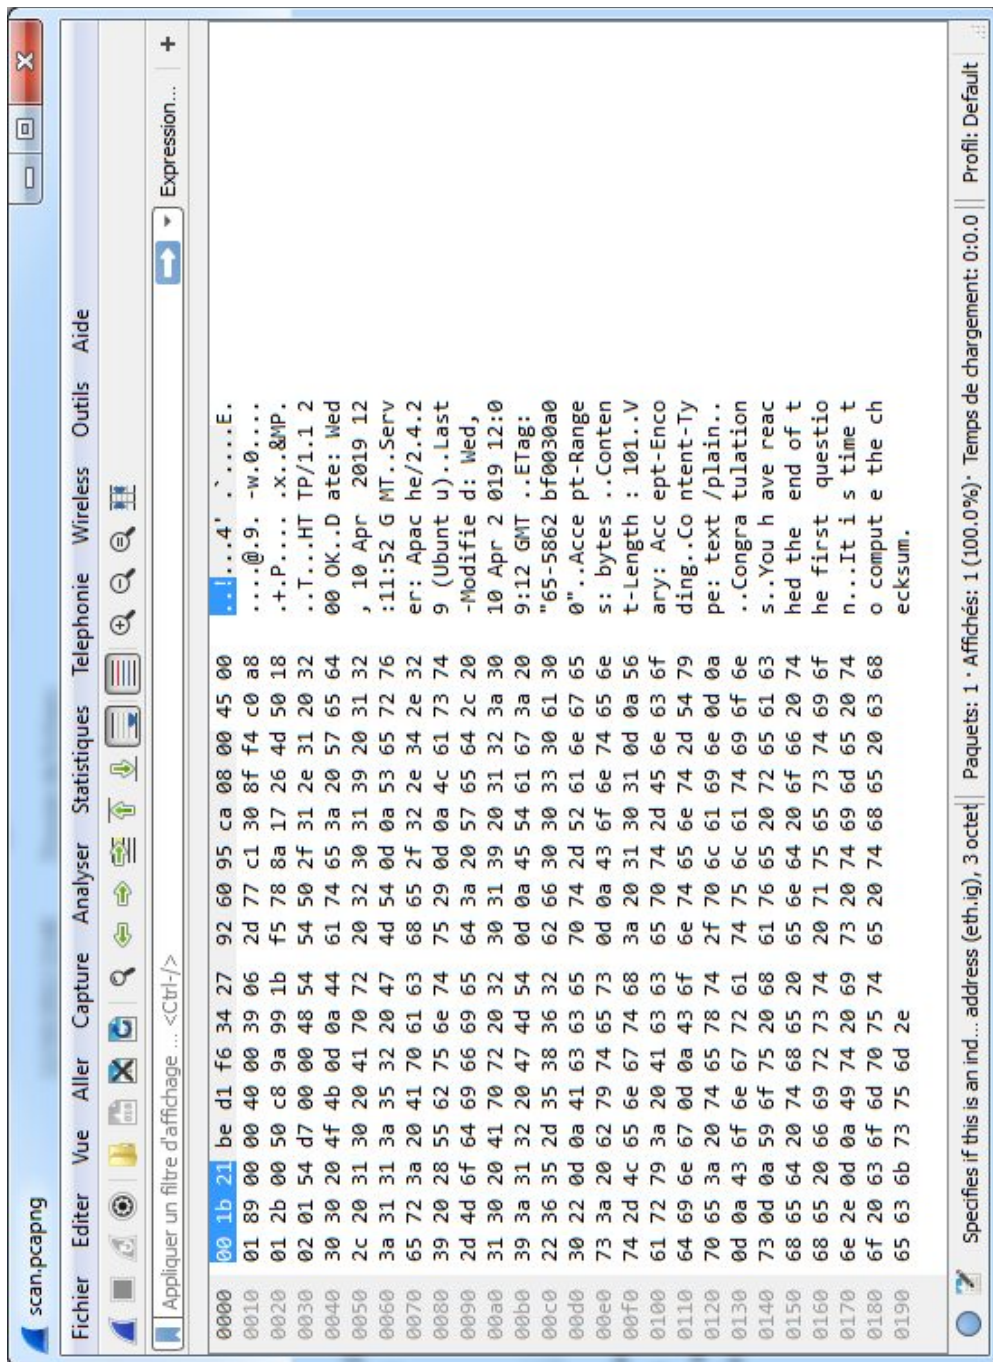 scan.pcapng
Fichier Editer Vue Aller Capture Analyser Statistiques Telephonie Wireless Outils Aide
Appliquer un filtre d'affichage ... <Ctrl-/> Expression... +
0000 00 1b 21 be d1 f6 34 27 92 60 95 ca 08 00 45 00 ..!...4' .`....E.
0010 01 89 00 00 40 00 39 06 2d 77 c1 30 8f f4 c0 a8 ....@.9. -w.0....
0020 01 2b 00 50 c8 9a 99 1b f5 78 8a 17 26 4d 50 18 .+.P.... .x..&MP.
0030 02 01 54 d7 00 00 48 54 54 50 2f 31 2e 31 20 32 ..T...HT TP/1.1 2
0040 30 30 20 4f 4b 0d 0a 44 61 74 65 3a 20 57 65 64 00 OK..D ate: Wed
0050 2c 20 31 30 20 41 70 72 20 32 30 31 39 20 31 32 , 10 Apr 2019 12
0060 3a 31 31 3a 35 32 20 47 4d 54 0d 0a 53 65 72 76 :11:52 G MT..Serv
0070 65 72 3a 20 41 70 61 63 68 65 2f 32 2e 34 2e 32 er: Apac he/2.4.2
0080 39 20 28 55 62 75 6e 74 75 29 0d 0a 4c 61 73 74 9 (Ubunt u)..Last
0090 2d 4d 6f 64 69 66 69 65 64 3a 20 57 65 64 2c 20 -Modifie d: Wed,
00a0 31 30 20 41 70 72 20 32 30 31 39 20 31 32 3a 30 10 Apr 2 019 12:0
00b0 39 3a 31 32 20 47 4d 54 0d 0a 45 54 61 67 3a 20 9:12 GMT ..ETag:
00c0 22 36 35 2d 35 38 36 32 62 66 30 30 33 30 61 30 "65-5862 bf0030a0
00d0 30 22 0d 0a 41 63 63 65 70 74 2d 52 61 6e 67 65 0"..Acce pt-Range
00e0 73 3a 20 62 79 74 65 73 0d 0a 43 6f 6e 74 65 6e s: bytes ..Conten
00f0 74 2d 4c 65 6e 67 74 68 3a 20 31 30 31 0d 0a 56 t-Length : 101..V
0100 61 72 79 3a 20 41 63 63 65 70 74 2d 45 6e 63 6f ary: Acc ept-Enco
0110 64 69 6e 67 0d 0a 43 6f 6e 74 65 6e 74 2d 54 79 ding..Co ntent-Ty
0120 70 65 3a 20 74 65 78 74 2f 70 6c 61 69 6e 0d 0a pe: text /plain..
0130 0d 0a 43 6f 6e 67 72 61 74 75 6c 61 74 69 6f 6e ..Congra tulation
0140 73 0d 0a 59 6f 75 20 68 61 76 65 20 72 65 61 63 s..You h ave reac
0150 68 65 64 20 74 68 65 20 65 6e 64 20 6f 66 20 74 hed the end of t
0160 68 65 20 66 69 72 73 74 20 71 75 65 73 74 69 6f he first questio
0170 6e 2e 0d 0a 49 74 20 69 73 20 74 69 6d 65 20 74 n...It i s time t
0180 6f 20 63 6f 6d 70 75 74 65 20 74 68 65 20 63 68 o comput e the ch
0190 65 63 6b 73 75 6d 2e ecksum.
Specifies if this is an ind... address (eth.ig), 3 octet Paquets: 1 · Affichés: 1 (100.0%) · Temps de chargement: 0:0.0 Profil: Default